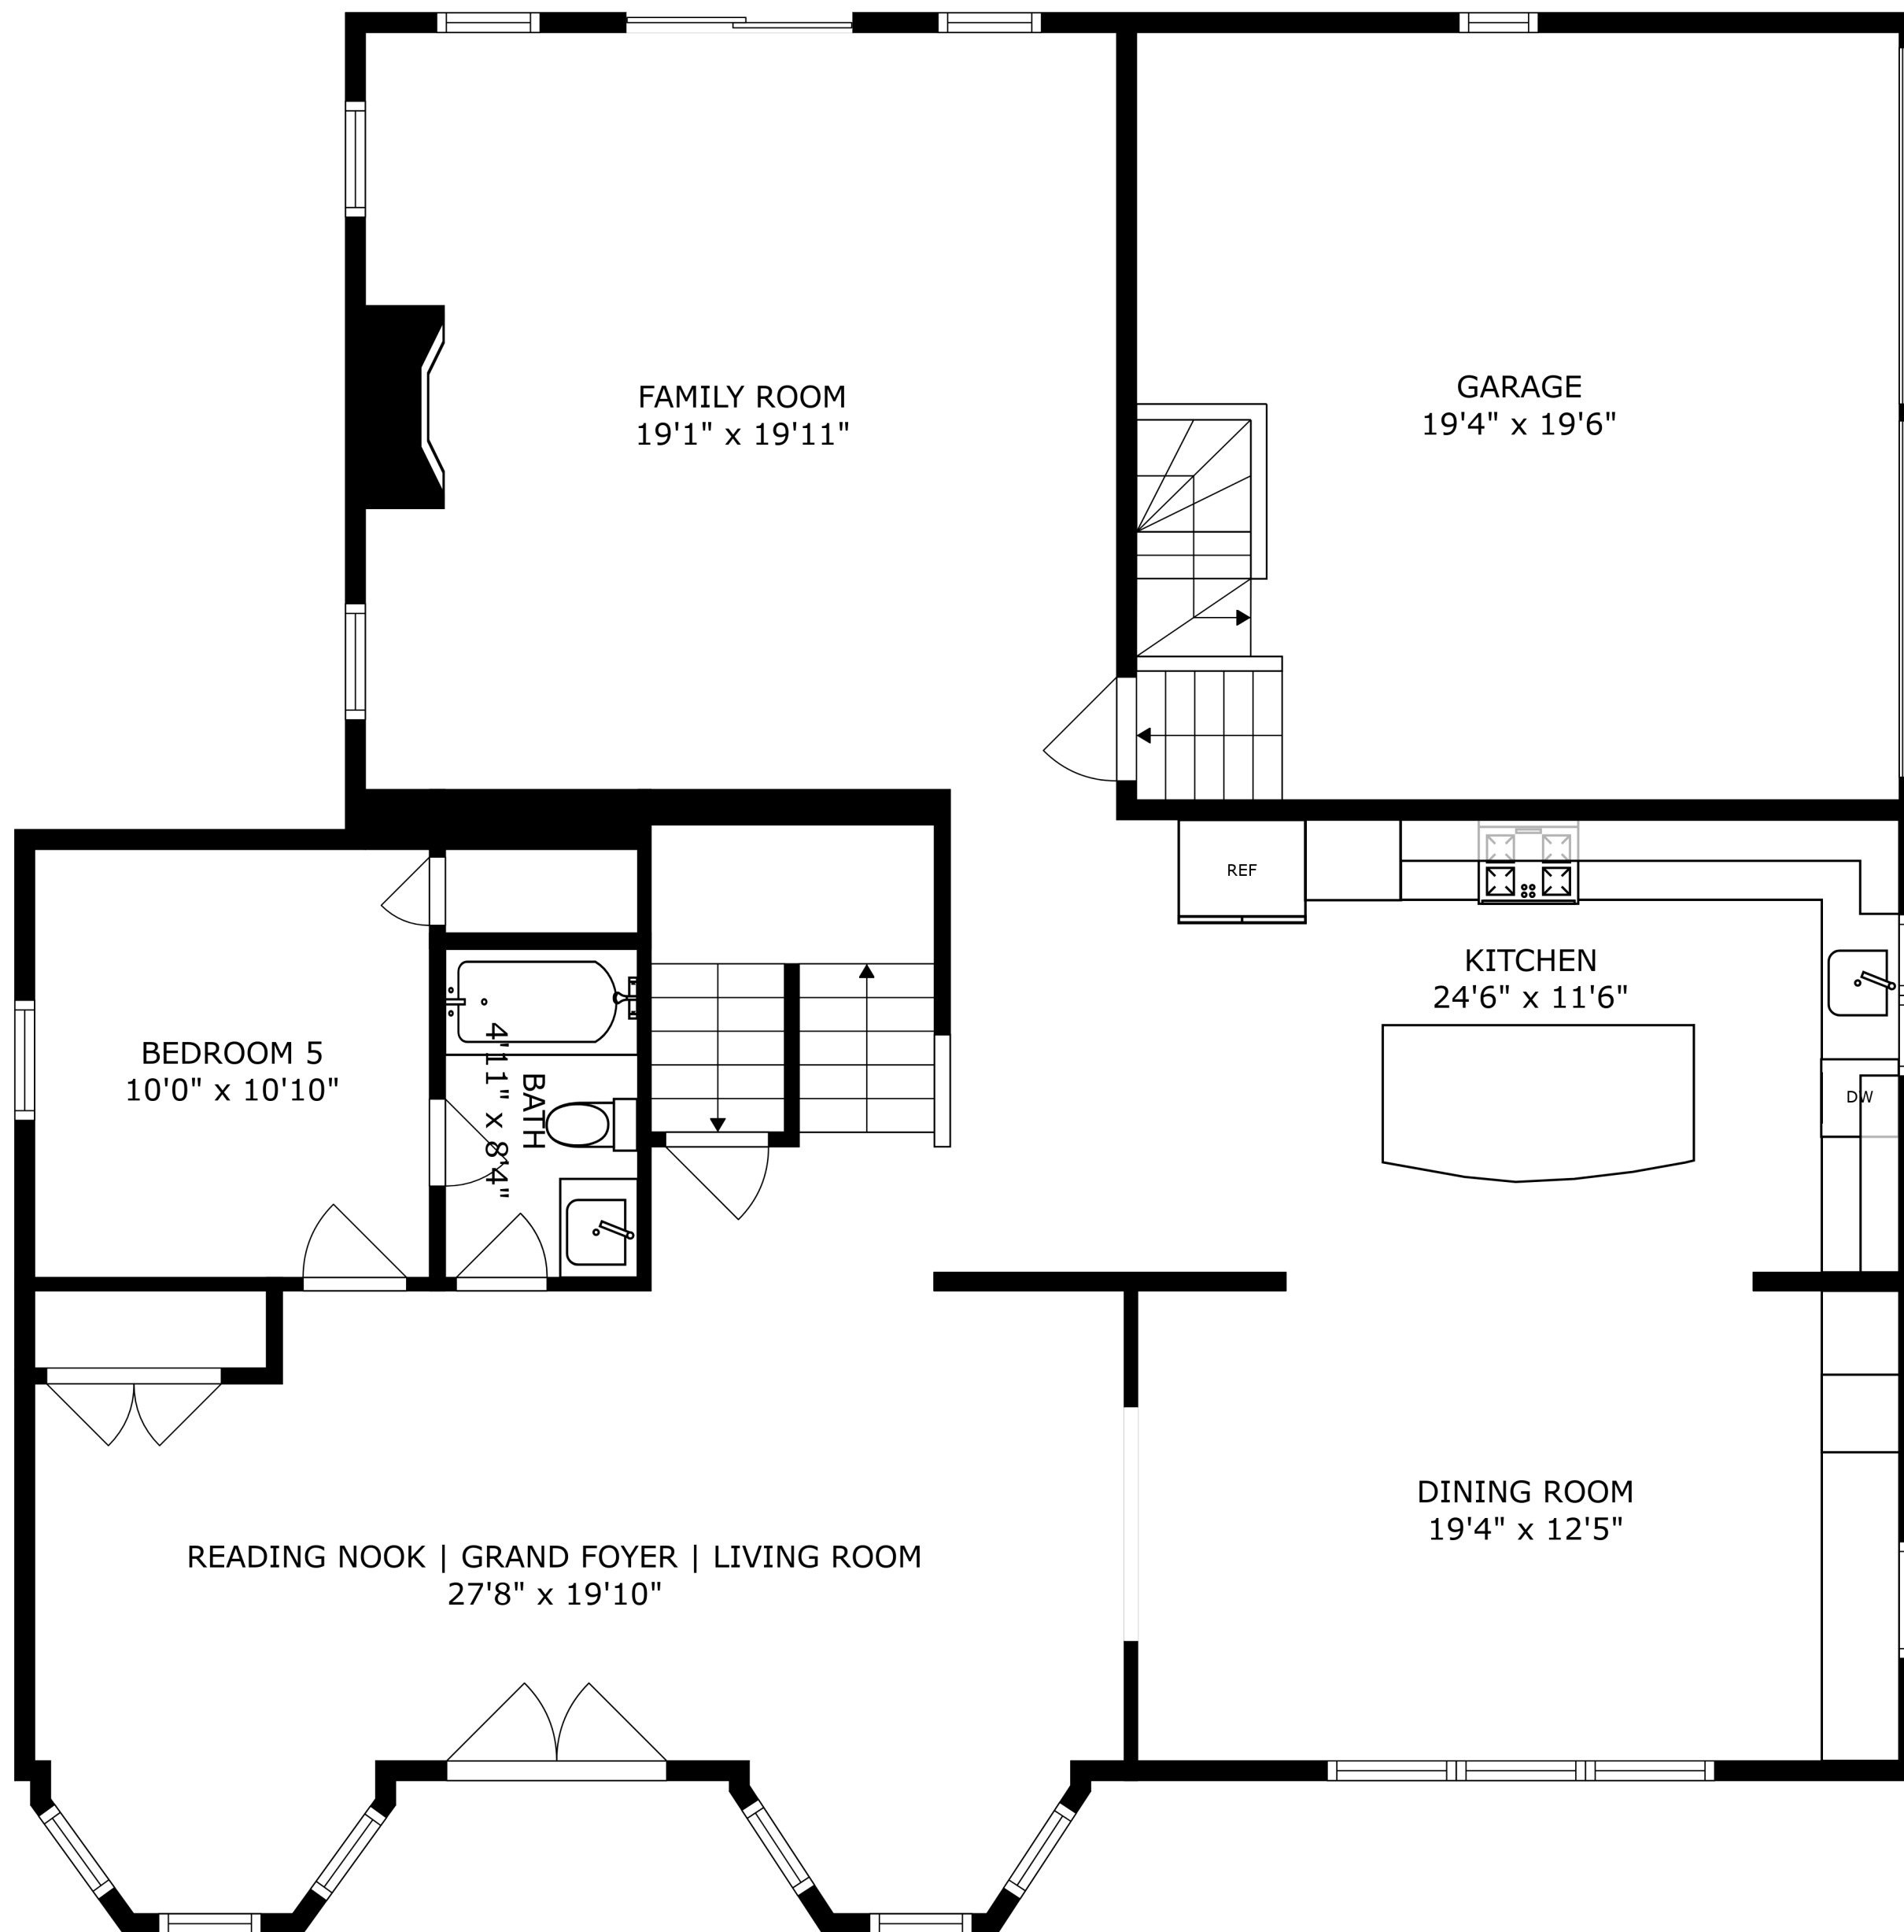 FAMILY ROOM
19'1" x 19'11"
GARAGE
19'4" x 19'6"
REF
KITCHEN
24'6" x 11'6"
BEDROOM 5
10'0" x 10'10"
BATH
4'11" x 8'4"
DW
DINING ROOM
19'4" x 12'5"
READING NOOK | GRAND FOYER | LIVING ROOM
27'8" x 19'10"